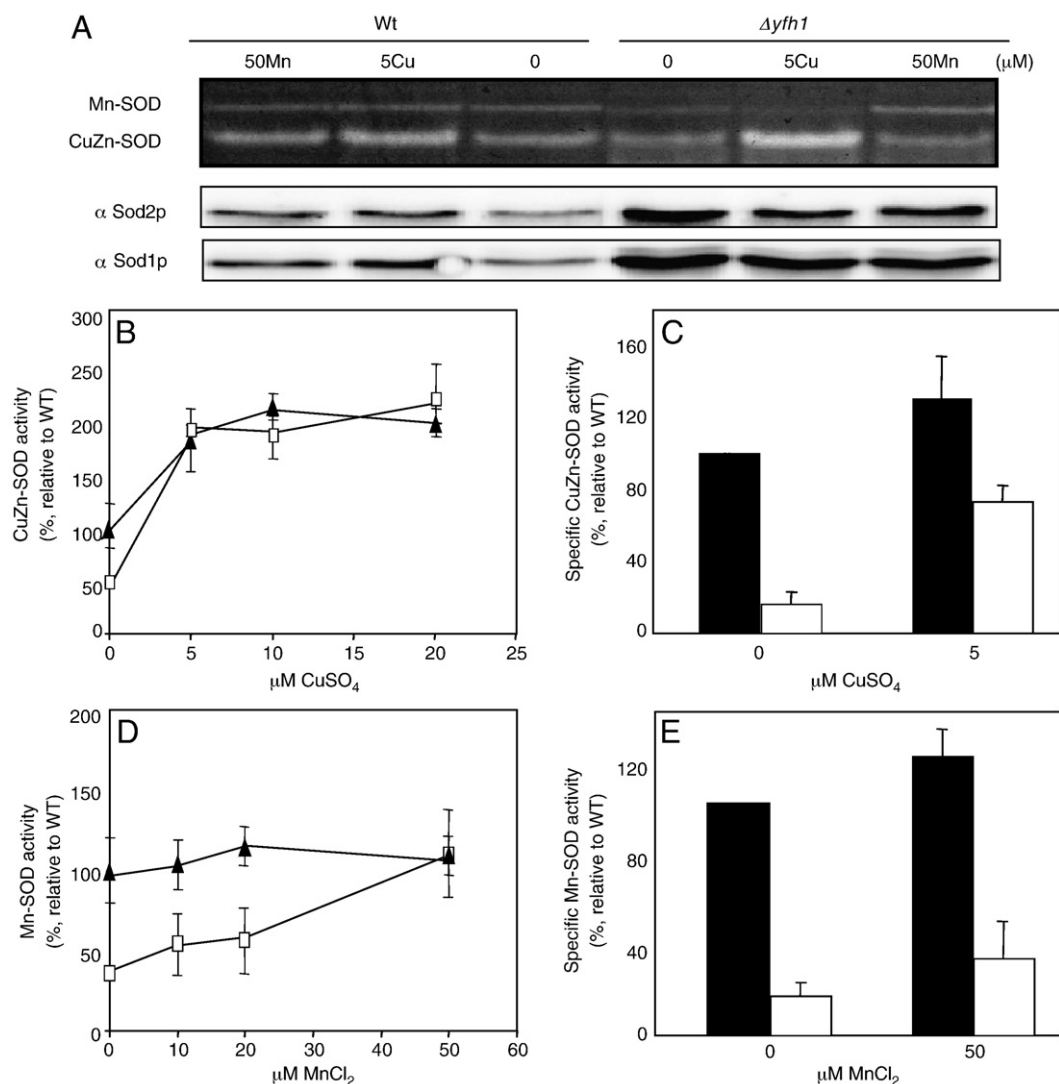 A
Wt Δyfh1
50Mn 5Cu 0 0 5Cu 50Mn (μM)
Mn-SOD
CuZn-SOD
α Sod2p
α Sod1p
B
CuZn-SOD activity
(%, relative to WT)
300
250
200
150
100
50
0
0 5 10 15 20 25
μM CuSO4
C
Specific CuZn-SOD activity
(%, relative to WT)
160
120
80
40
0
0 5
μM CuSO4
D
Mn-SOD activity
(%, relative to WT)
200
150
100
50
0
0 10 20 30 40 50 60
μM MnCl2
E
Specific Mn-SOD activity
(%, relative to WT)
120
80
40
0
0 50
μM MnCl2